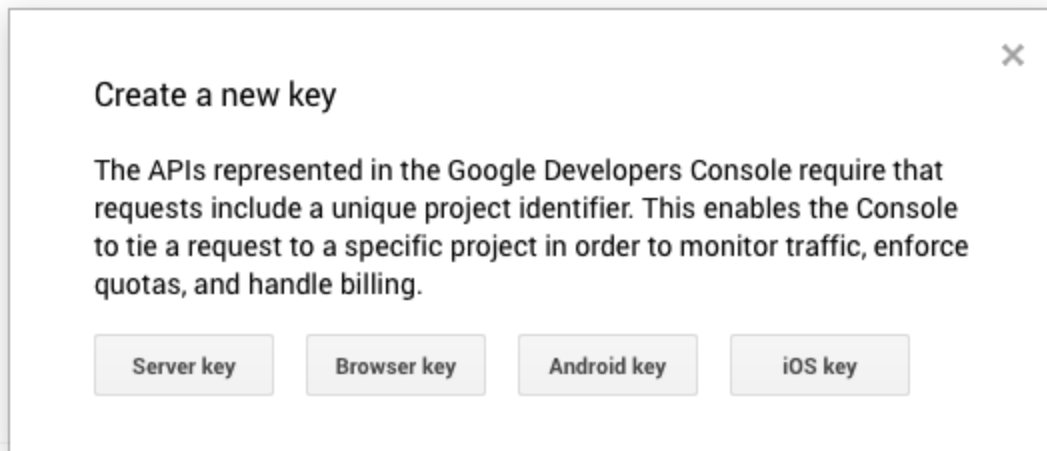 Create a new key
The APIs represented in the Google Developers Console require that
requests include a unique project identifier. This enables the Console
to tie a request to a specific project in order to monitor traffic, enforce
quotas, and handle billing.
Server key Browser key Android key iOS key